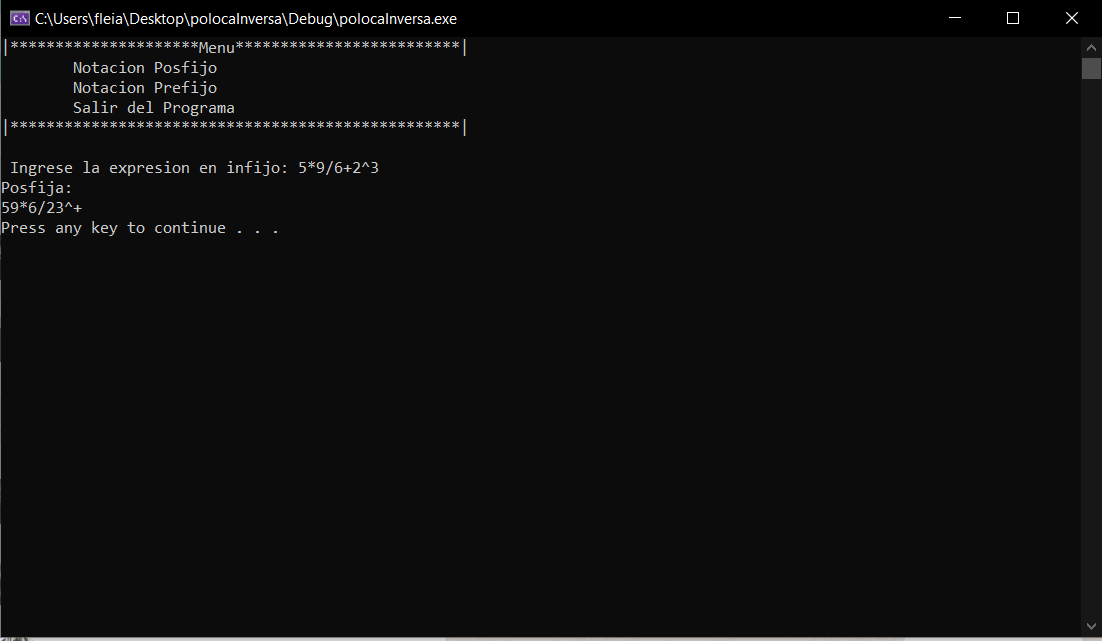 C:\Users\fleia\Desktop\polocaInversa\Debug\polocaInversa.exe
|*********************Menu*************************|
Notacion Posfijo
Notacion Prefijo
Salir del Programa
|**************************************************|
Ingrese la expresion en infijo: 5*9/6+2^3
Posfija:
59*6/23^+
Press any key to continue . . .